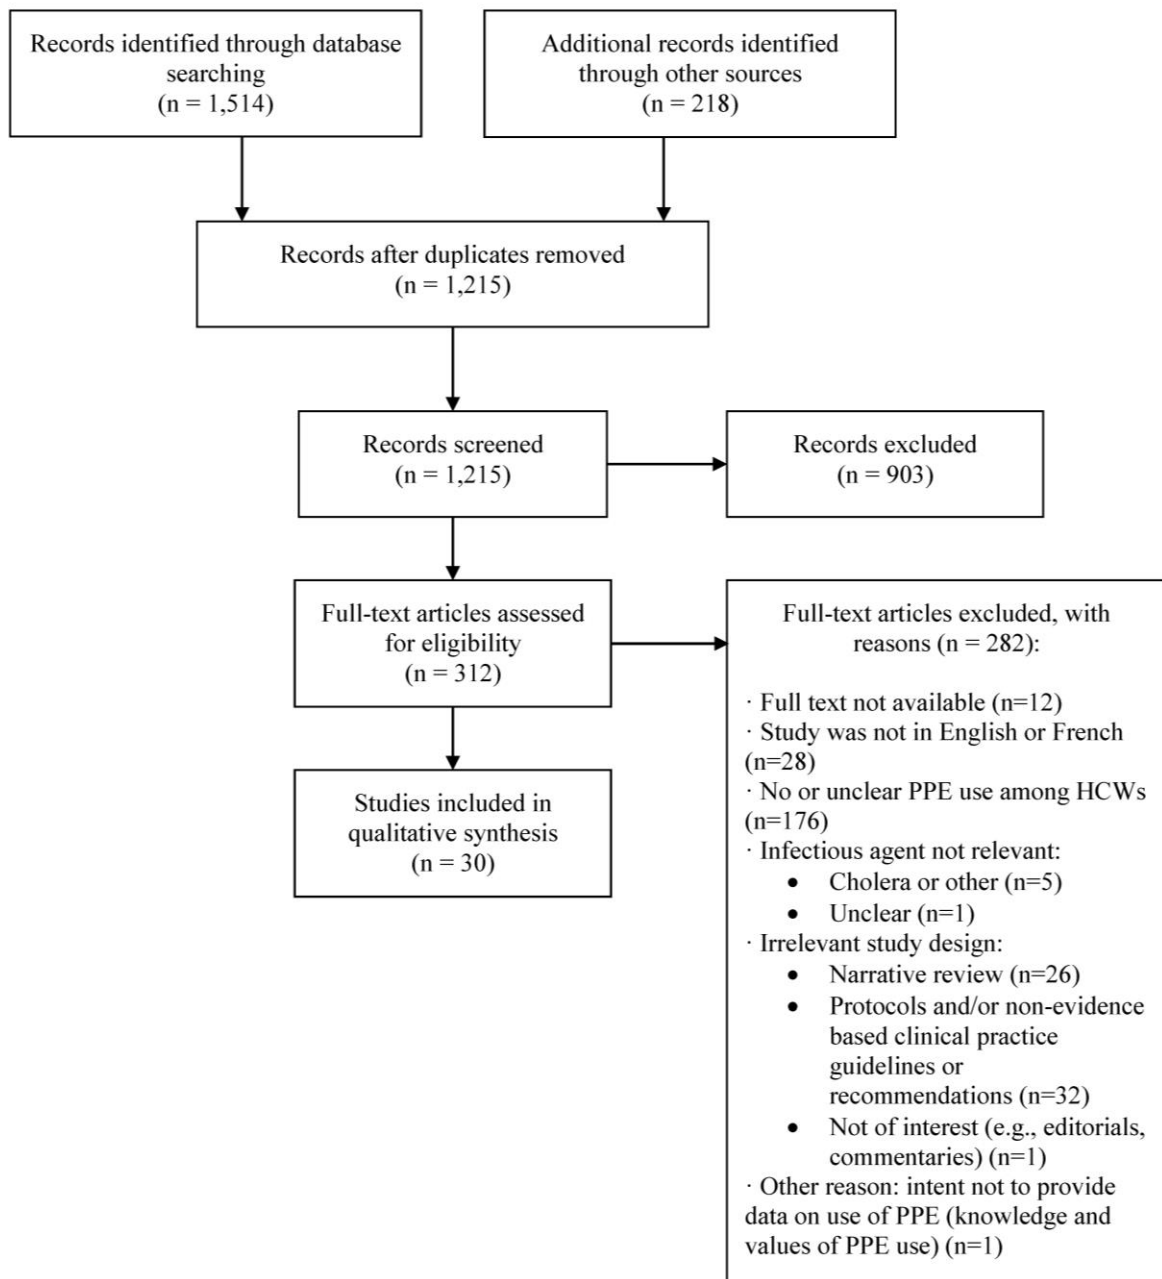 Records identified through database
searching
(n = 1,514)
Additional records identified
through other sources
(n = 218)
Records after duplicates removed
(n = 1,215)
Records screened
(n = 1,215)
Records excluded
(n = 903)
Full-text articles assessed
for eligibility
(n = 312)
Full-text articles excluded, with
reasons (n = 282):
· Full text not available (n=12)
· Study was not in English or French
(n=28)
· No or unclear PPE use among HCWs
(n=176)
· Infectious agent not relevant:
• Cholera or other (n=5)
• Unclear (n=1)
· Irrelevant study design:
• Narrative review (n=26)
• Protocols and/or non-evidence
based clinical practice
guidelines or
recommendations (n=32)
• Not of interest (e.g., editorials,
commentaries) (n=1)
· Other reason: intent not to provide
data on use of PPE (knowledge and
values of PPE use) (n=1)
Studies included in
qualitative synthesis
(n = 30)